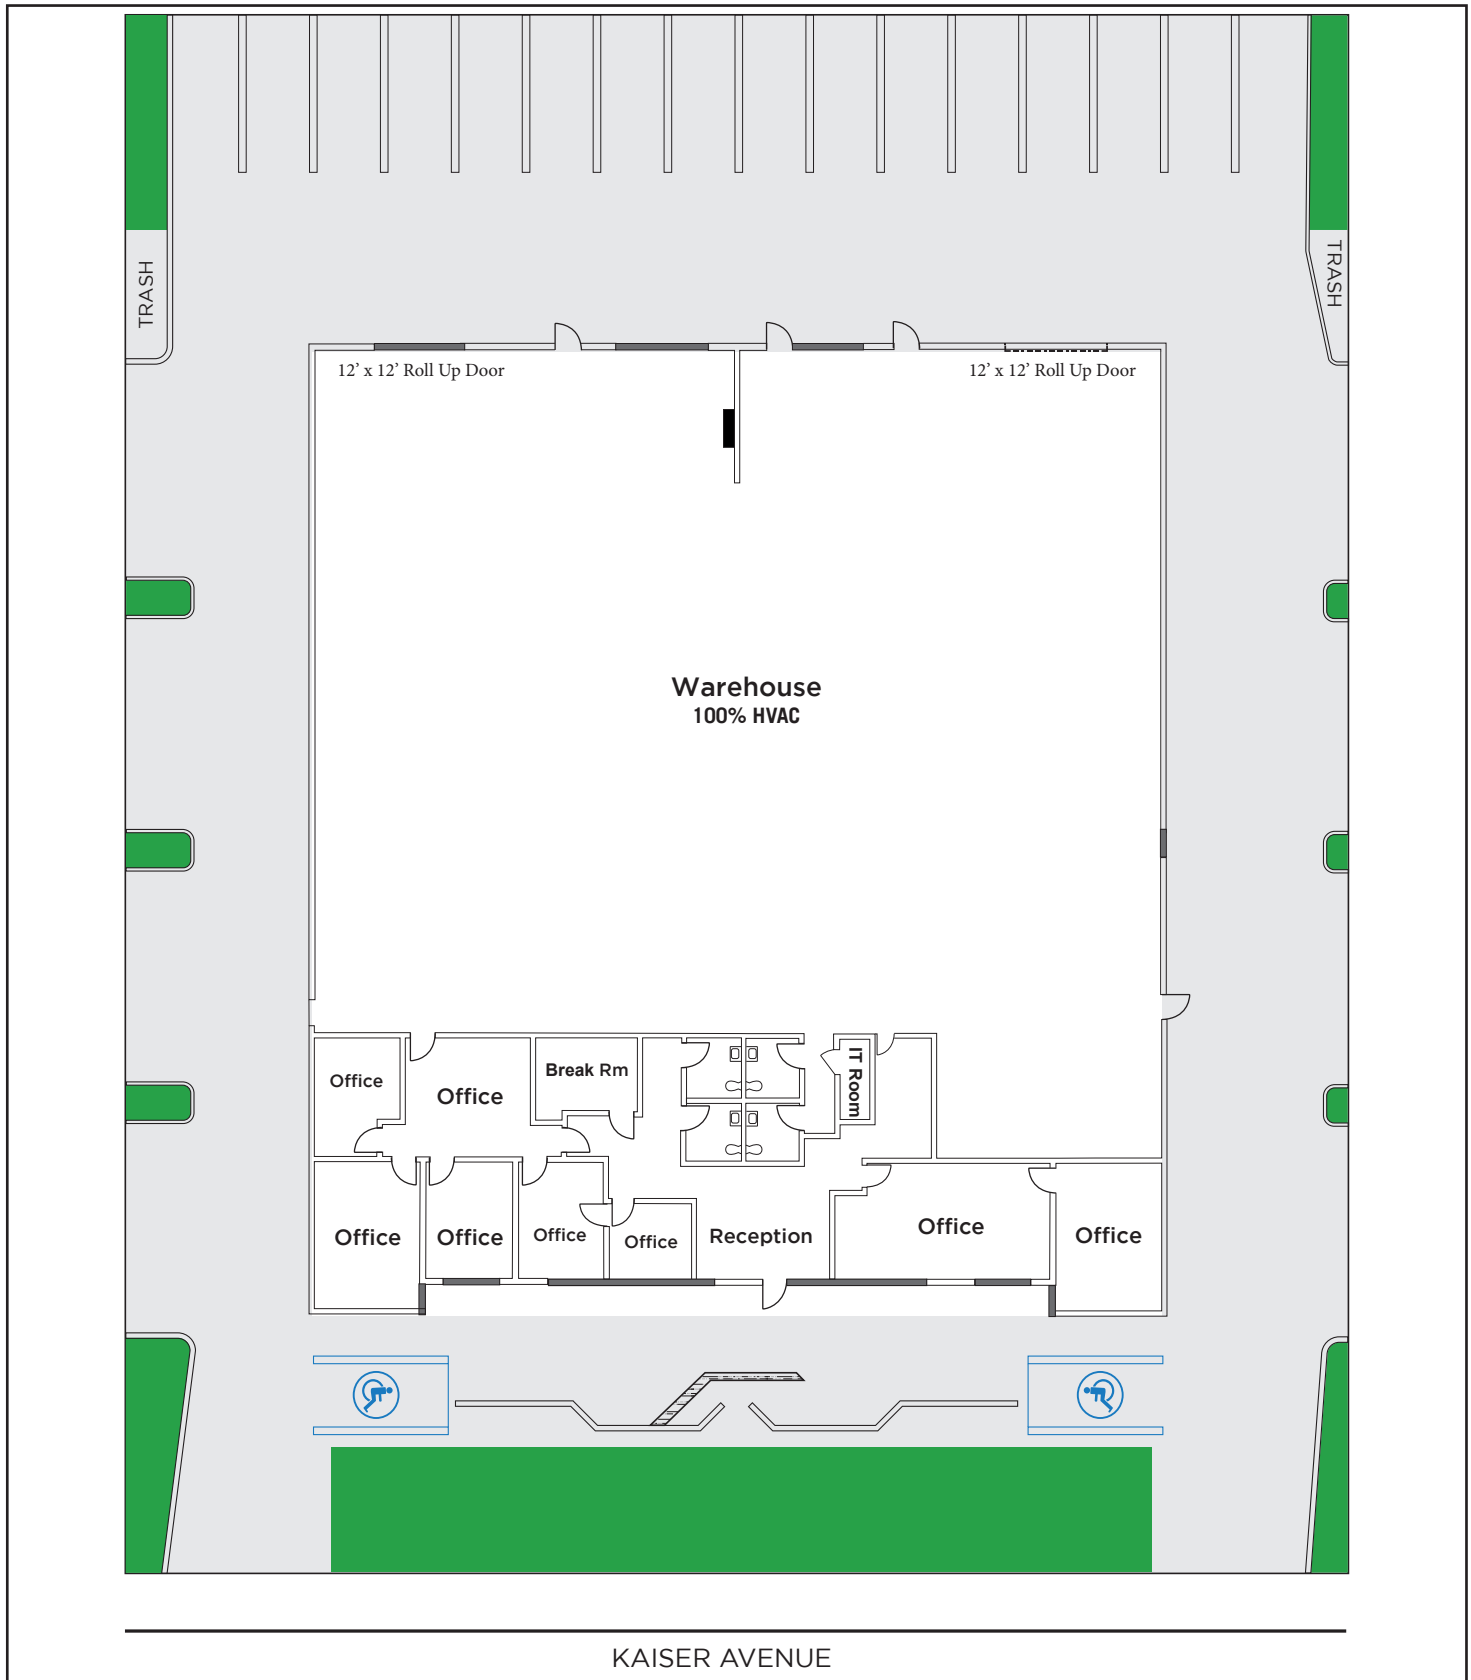 TRASH
TRASH
12’ x 12’ Roll Up Door
12’ x 12’ Roll Up Door
Warehouse
100% HVAC
Office
Office
Break Rm
IT Room
Office
Office
Office
Office
Reception
Office
Office
KAISER AVENUE